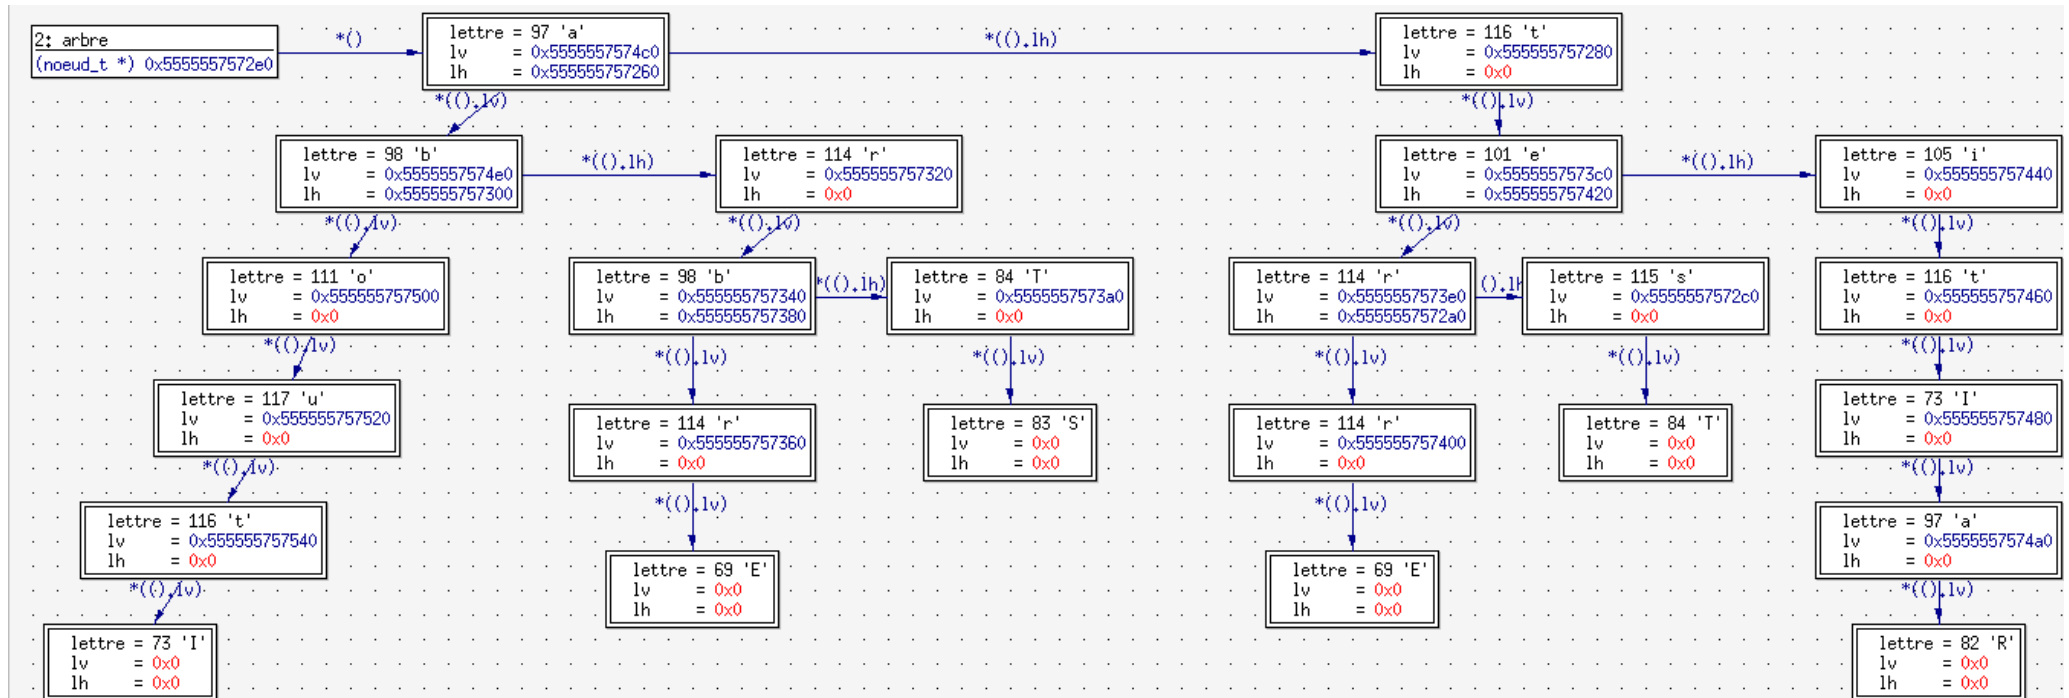 2: arbre
(noeud_t *) 0x5555557572e0
*()
lettre = 97 'a'
lv = 0x5555557574c0
lh = 0x555555757260
*(().lh)
lettre = 116 't'
lv = 0x555555757280
lh = 0x0
*(().lv)
*(().lv)
lettre = 98 'b'
lv = 0x5555557574e0
lh = 0x555555757300
*(().lh)
lettre = 114 'r'
lv = 0x555555757320
lh = 0x0
lettre = 101 'e'
lv = 0x5555557573c0
lh = 0x555555757420
*(().lh)
lettre = 105 'i'
lv = 0x555555757440
lh = 0x0
*(().lv)
*(().lv)
*(().lv)
*(().lv)
lettre = 111 'o'
lv = 0x555555757500
lh = 0x0
lettre = 98 'b'
lv = 0x555555757340
lh = 0x555555757380
*(().lh)
lettre = 84 'T'
lv = 0x5555557573a0
lh = 0x0
lettre = 114 'r'
lv = 0x5555557573e0
lh = 0x5555557572a0
().lh
lettre = 115 's'
lv = 0x5555557572c0
lh = 0x0
lettre = 116 't'
lv = 0x555555757460
lh = 0x0
*(().lv)
*(().lv)
*(().lv)
*(().lv)
*(().lv)
*(().lv)
lettre = 117 'u'
lv = 0x555555757520
lh = 0x0
lettre = 114 'r'
lv = 0x555555757360
lh = 0x0
lettre = 83 'S'
lv = 0x0
lh = 0x0
lettre = 114 'r'
lv = 0x555555757400
lh = 0x0
lettre = 84 'T'
lv = 0x0
lh = 0x0
lettre = 73 'I'
lv = 0x555555757480
lh = 0x0
*(().lv)
*(().lv)
*(().lv)
*(().lv)
lettre = 116 't'
lv = 0x555555757540
lh = 0x0
lettre = 69 'E'
lv = 0x0
lh = 0x0
lettre = 69 'E'
lv = 0x0
lh = 0x0
lettre = 97 'a'
lv = 0x5555557574a0
lh = 0x0
*(().lv)
*(().lv)
lettre = 73 'I'
lv = 0x0
lh = 0x0
lettre = 82 'R'
lv = 0x0
lh = 0x0